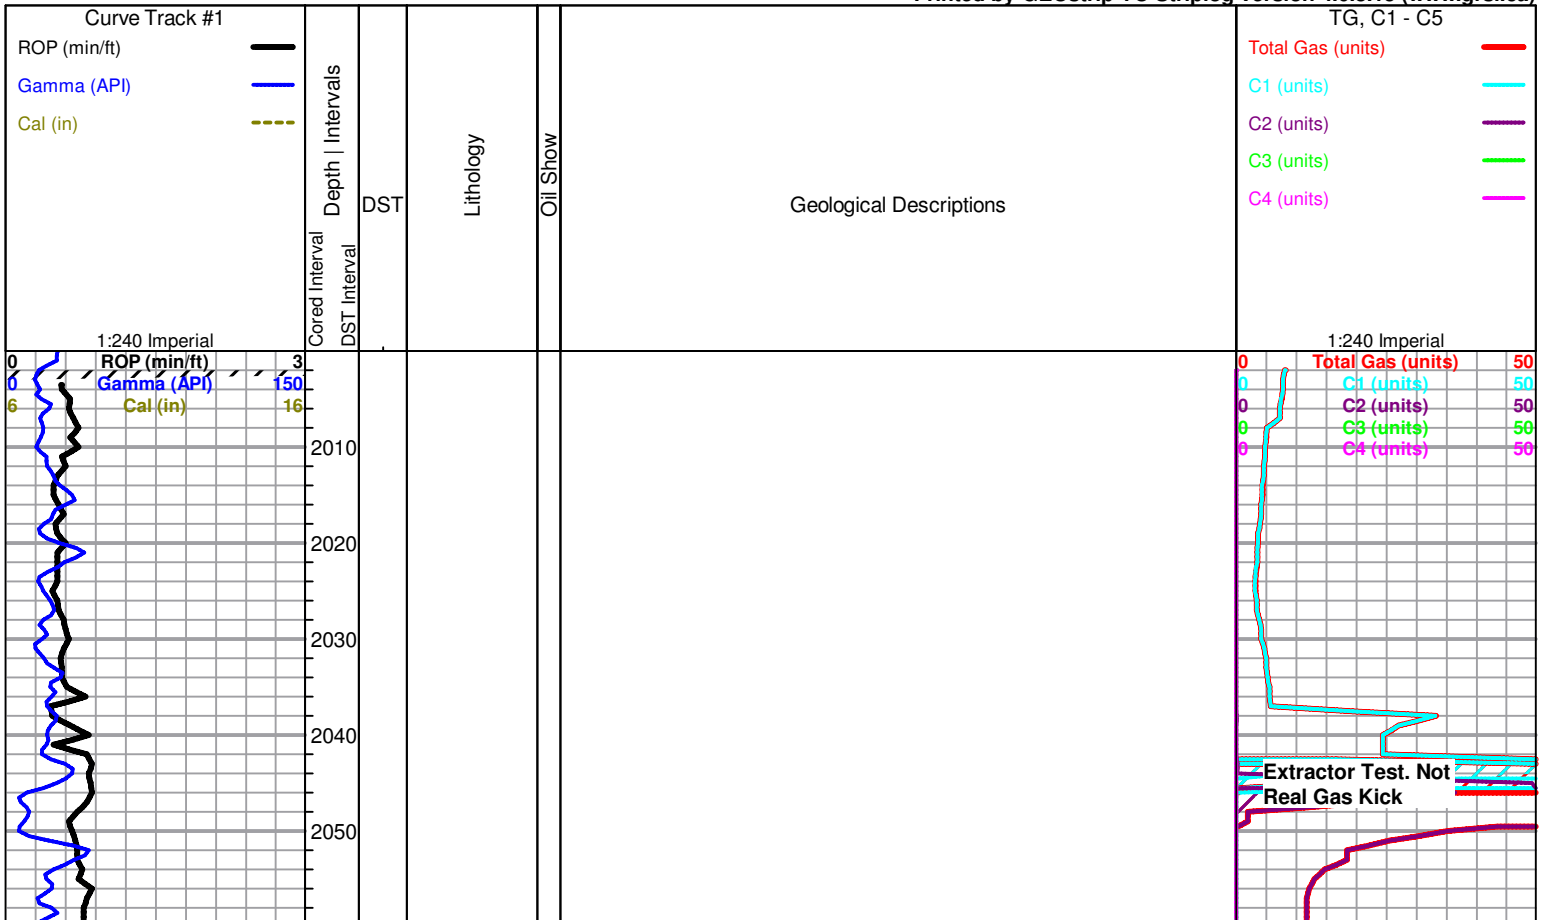 Curve Track #1
ROP (min/ft)
Gamma (API)
Cal (in)
1:240 Imperial
Depth | Intervals
Cored Interval
DST Interval
DST
Lithology
Oil Show
Geological Descriptions
TG, C1 - C5
Total Gas (units)
C1 (units)
C2 (units)
C3 (units)
C4 (units)
1:240 Imperial
0 ROP (min/ft) 3
0 Gamma (API) 150
6 Cal (in) 16
0 Total Gas (units) 50
0 C1 (units) 50
0 C2 (units) 50
0 C3 (units) 50
0 C4 (units) 50
2010
2020
2030
2040
Extractor Test. Not
Real Gas Kick
2050